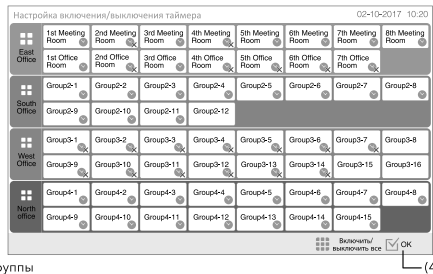 Настройка включения/выключения таймера 02-10-2017 10:20
East Office
1st Meeting Room 2nd Meeting Room 3rd Meeting Room 4th Meeting Room 5th Meeting Room 6th Meeting Room 7th Meeting Room 8th Meeting Room
1st Office Room 2nd Office Room 3rd Office Room 4th Office Room 5th Office Room 6th Office Room 7th Office Room
South Office
Group2-1 Group2-2 Group2-3 Group2-4 Group2-5 Group2-6 Group2-7 Group2-8
Group2-9 Group2-10 Group2-11 Group2-12
West Office
Group3-1 Group3-2 Group3-3 Group3-4 Group3-5 Group3-6 Group3-7 Group3-8
Group3-9 Group3-10 Group3-11 Group3-12 Group3-13 Group3-14 Group3-15 Group3-16
North office
Group4-1 Group4-2 Group4-3 Group4-4 Group4-5 Group4-6 Group4-7 Group4-8
Group4-9 Group4-10 Group4-11 Group4-12 Group4-13 Group4-14 Group4-15
Включить/
выключить все OK
руппы (4